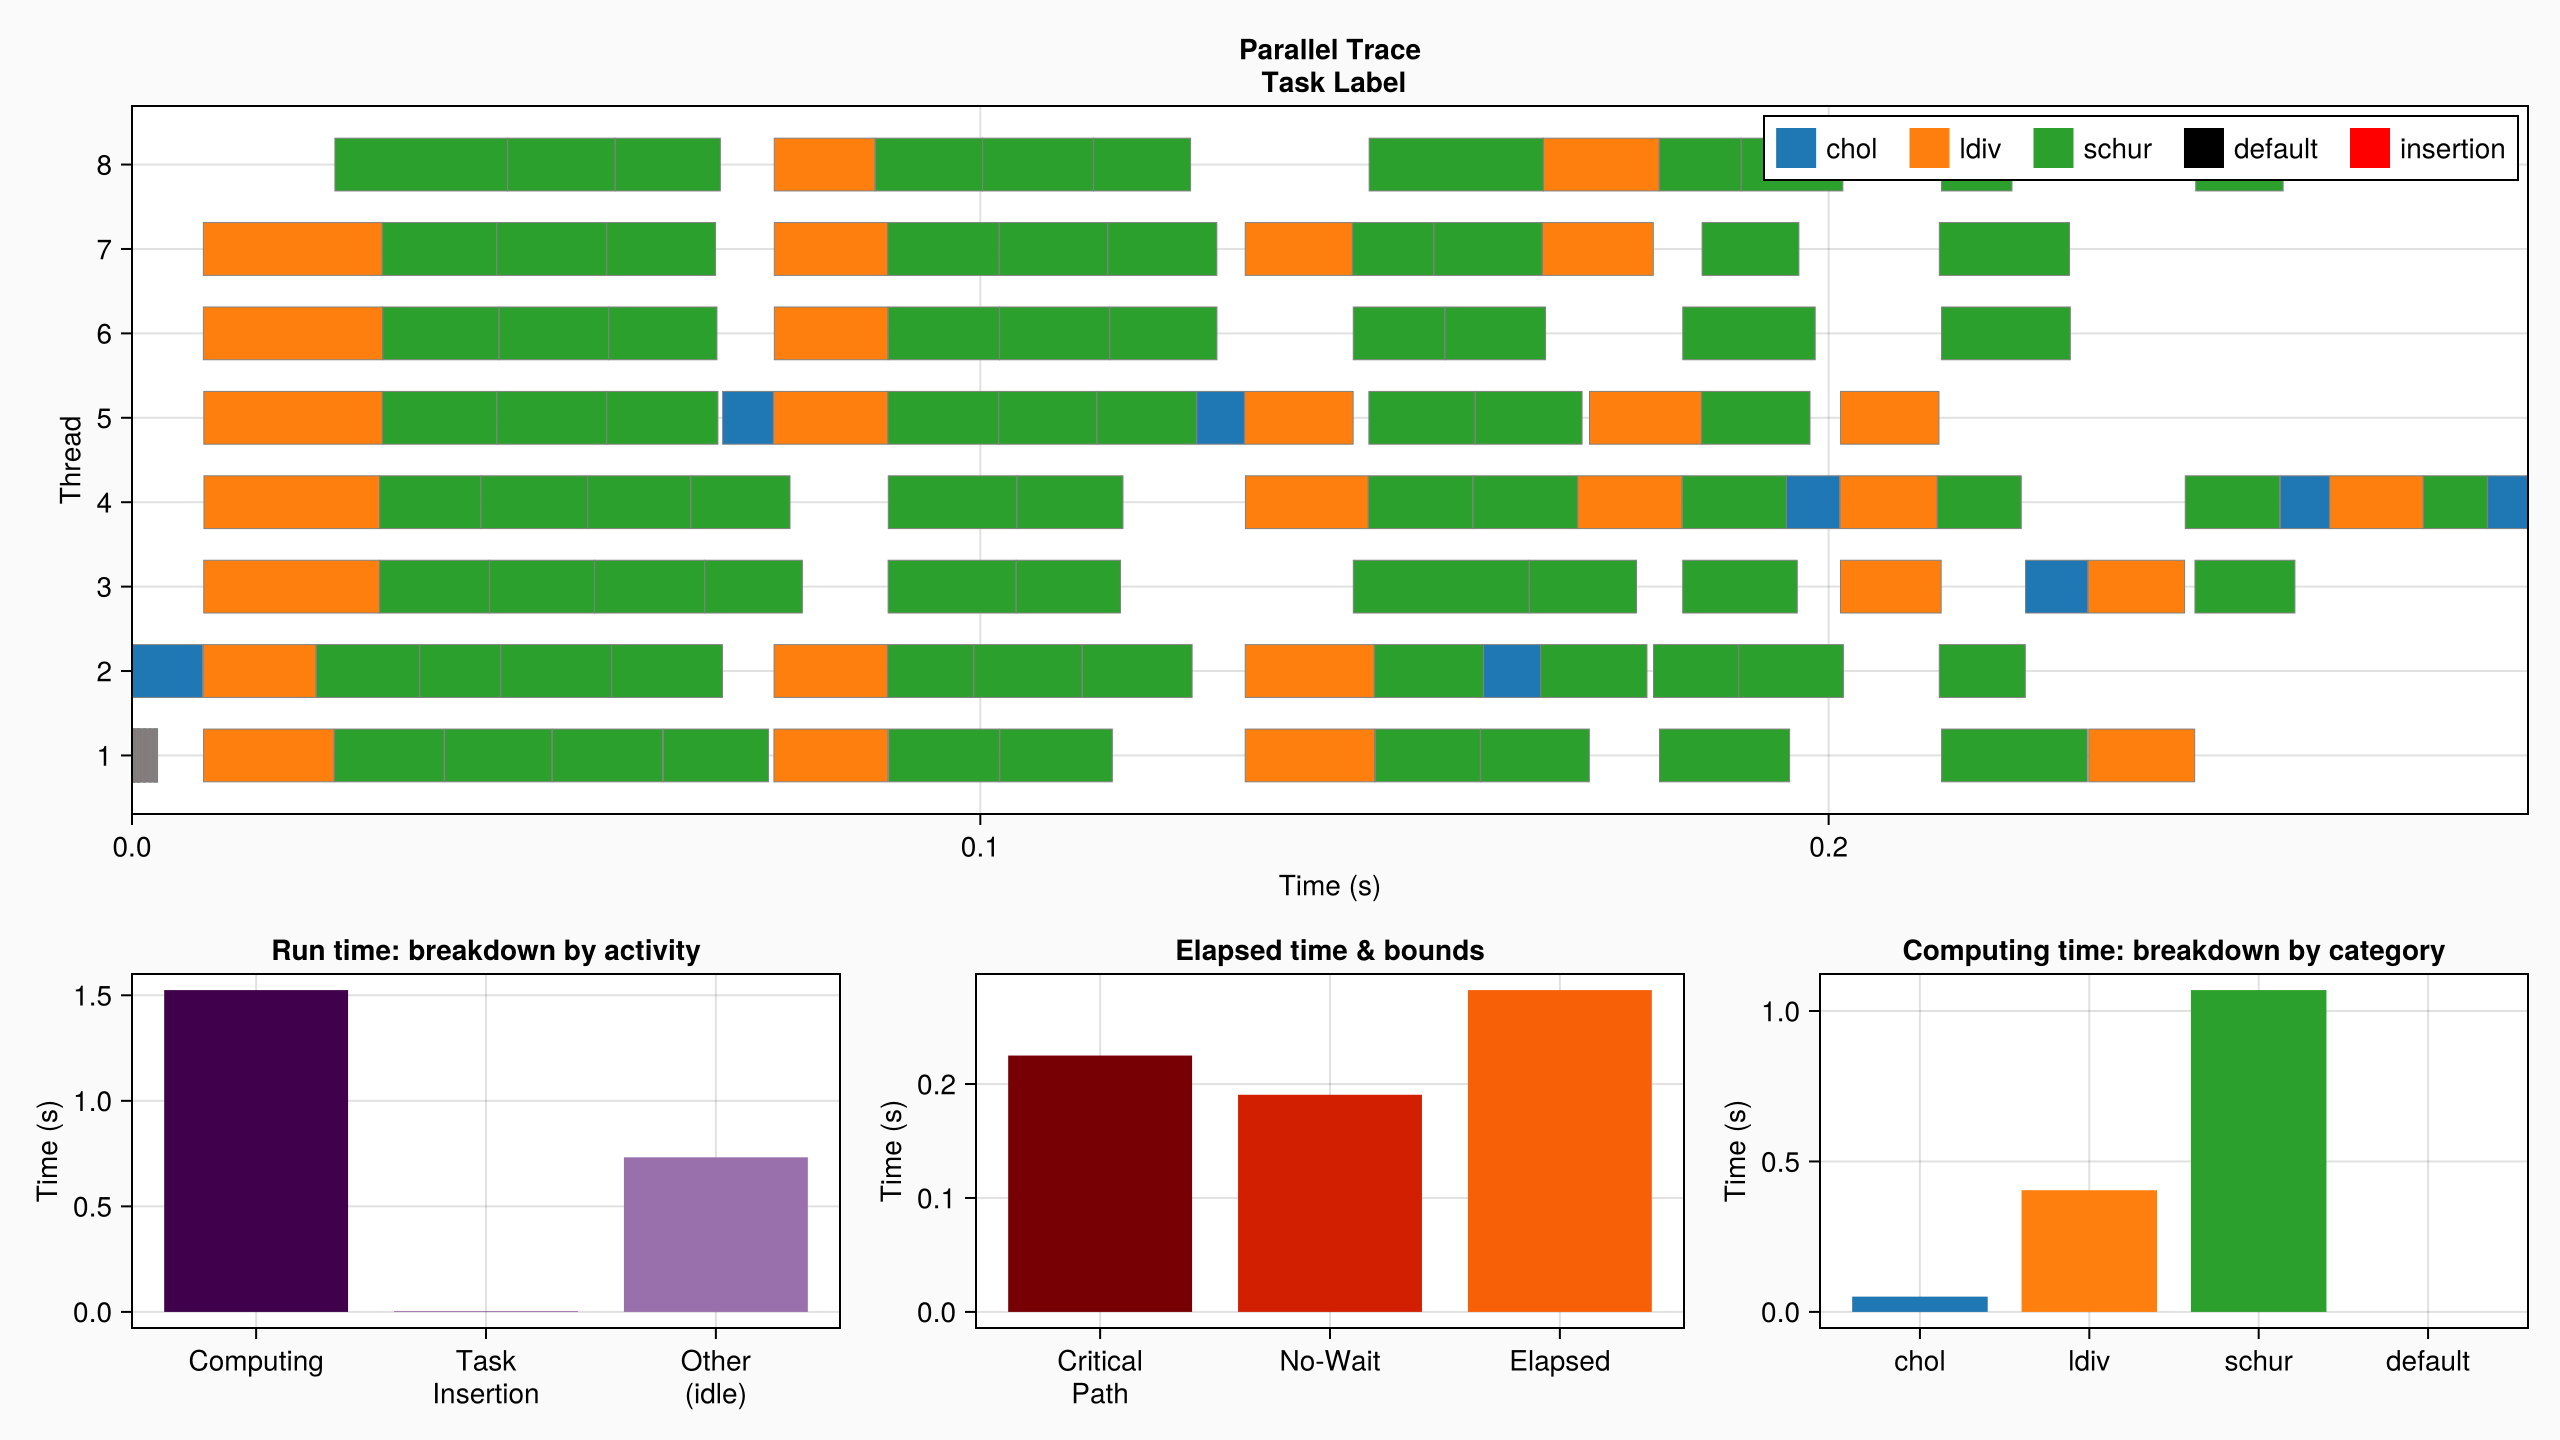 Parallel Trace
Task Label
chol
ldiv
schur
default
insertion
Thread
8
7
6
5
4
3
2
1
0.0
0.1
0.2
Time (s)
Run time: breakdown by activity
Time (s)
1.5
1.0
0.5
0.0
Computing
Task
Insertion
Other
(idle)
Elapsed time & bounds
Time (s)
0.2
0.1
0.0
Critical
Path
No-Wait
Elapsed
Computing time: breakdown by category
Time (s)
1.0
0.5
0.0
chol
ldiv
schur
default